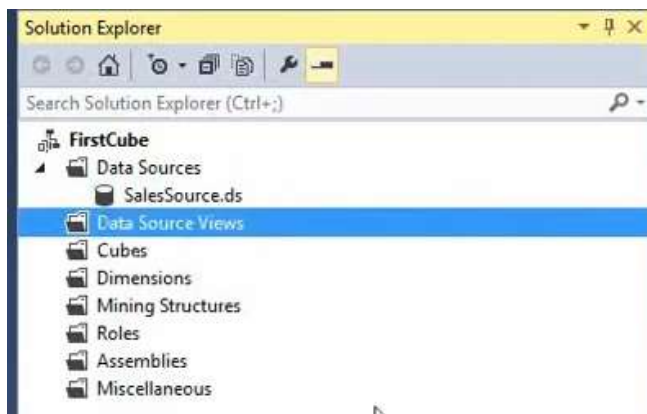 Solution Explorer
Search Solution Explorer (Ctrl+;)
FirstCube
Data Sources
SalesSource.ds
Data Source Views
Cubes
Dimensions
Mining Structures
Roles
Assemblies
Miscellaneous